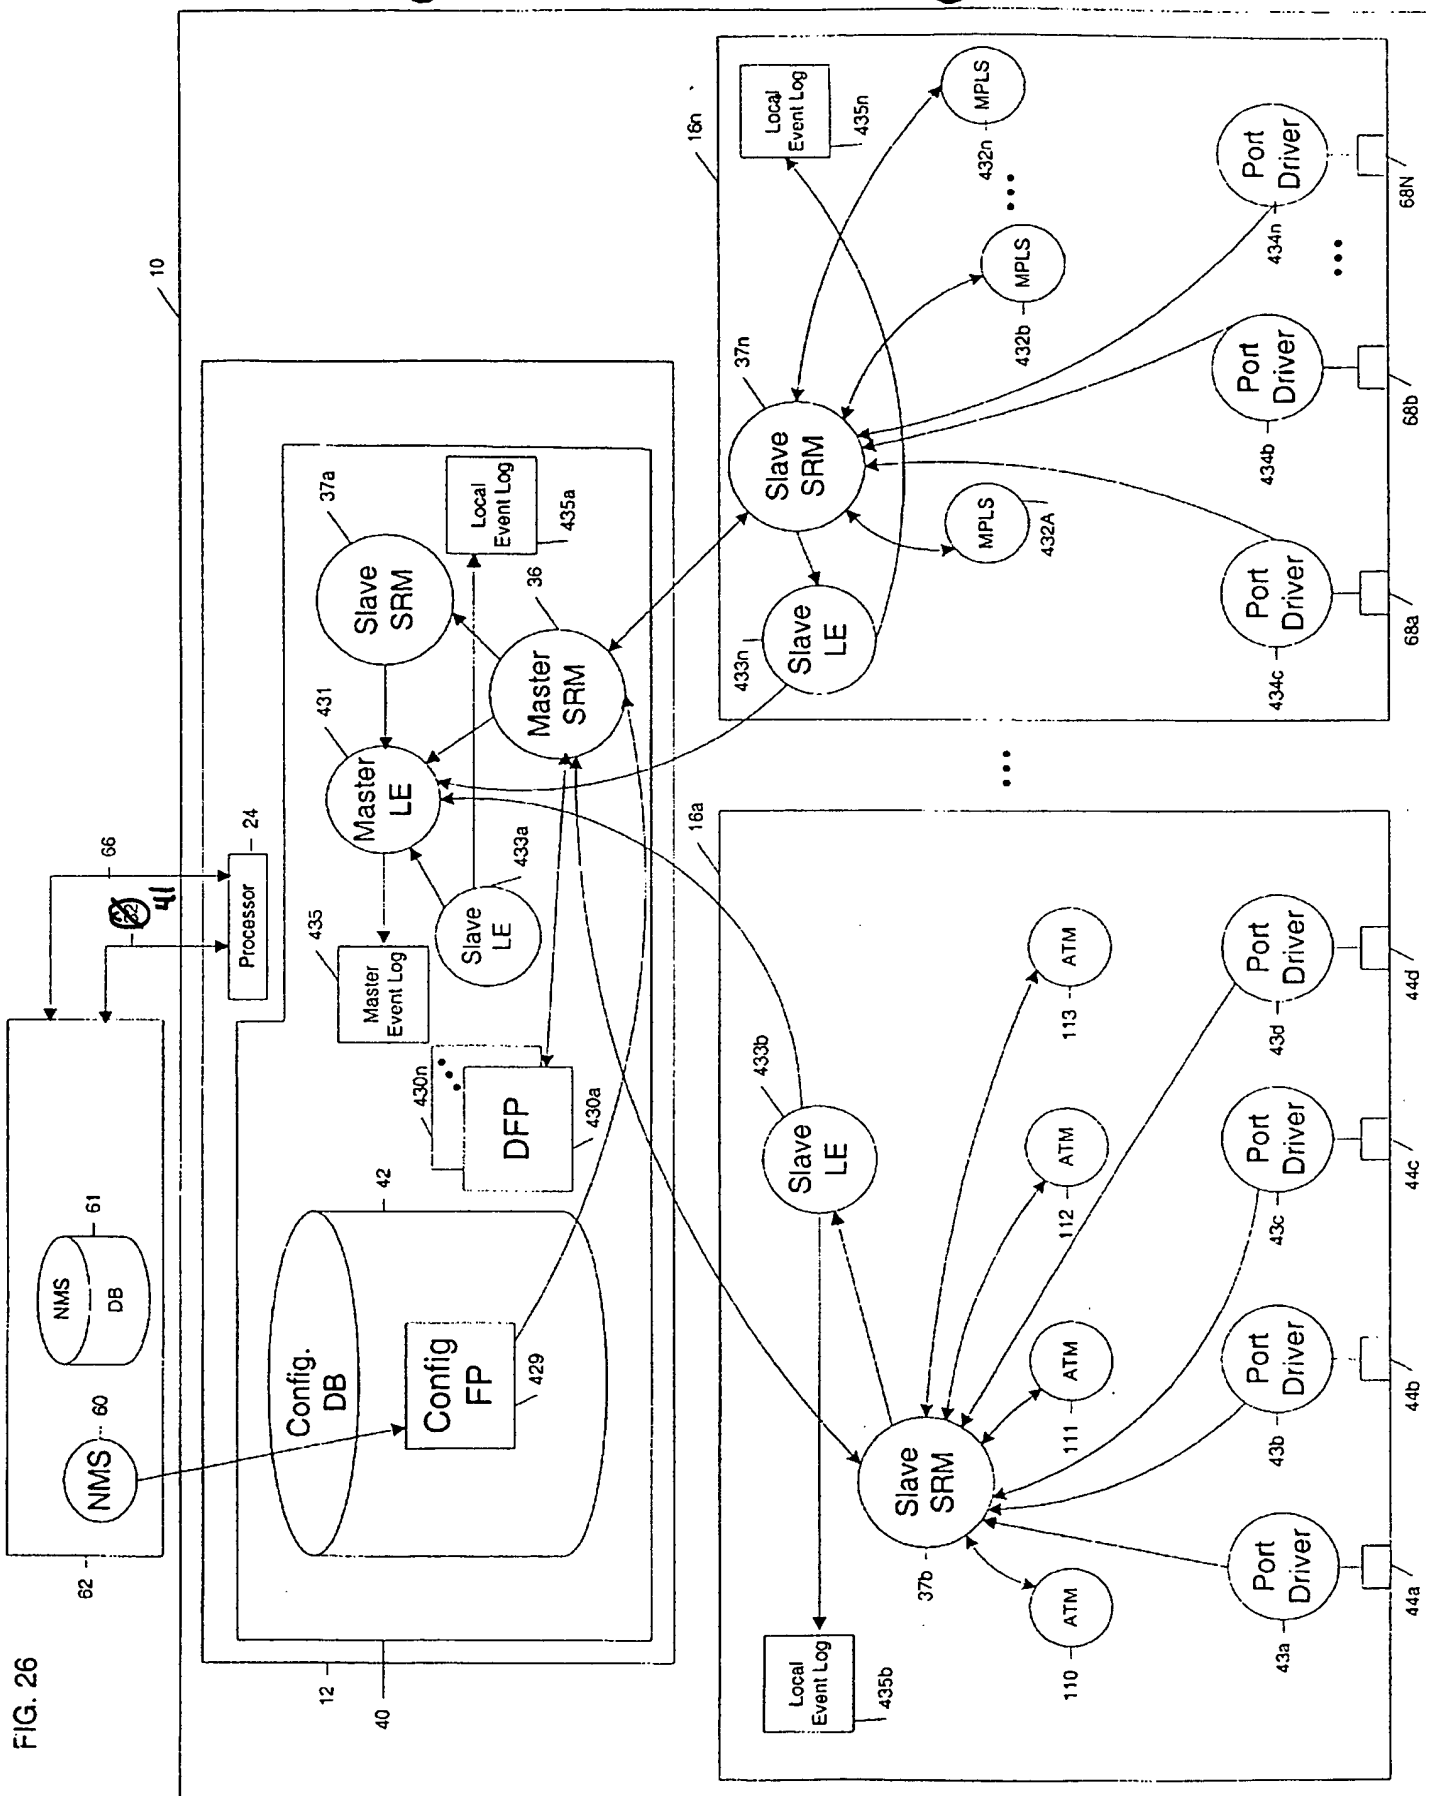 FIG. 26
62
NMS
60
NMS
DB
61
41
66
10
12
40
Processor
24
Config.
DB
42
Config
FP
429
DFP
430a
430n
Master
Event Log
435
Slave
LE
433a
Master
LE
431
Master
SRM
36
Slave
SRM
37a
Local
Event Log
435a
16a
Local
Event Log
435b
Slave
LE
433b
Slave
SRM
37b
ATM
110
ATM
111
ATM
112
ATM
113
Port
Driver
43a
44a
Port
Driver
43b
44b
Port
Driver
43c
44c
Port
Driver
43d
44d
16n
Slave
LE
433n
Slave
SRM
37n
Local
Event Log
435n
MPLS
432A
MPLS
432b
MPLS
432n
Port
Driver
434c
68a
Port
Driver
434b
68b
Port
Driver
434n
68N